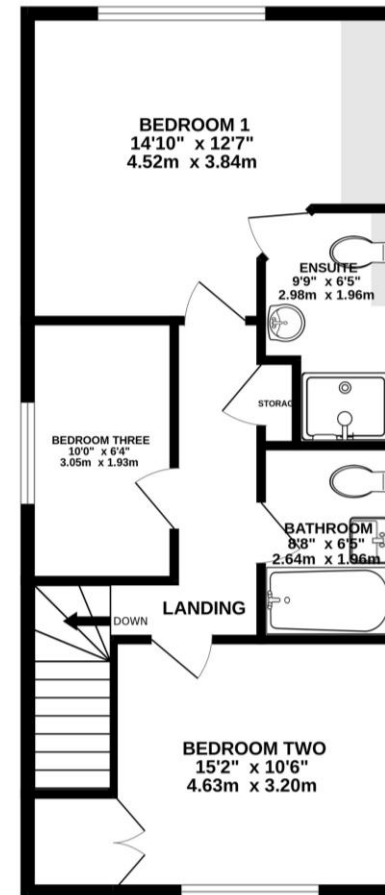 BEDROOM 1
14'10" x 12'7"
4.52m x 3.84m
ENSUITE
9'9" x 6'5"
2.98m x 1.96m
BEDROOM THREE
10'0" x 6'4"
3.05m x 1.93m
STORAG
BATHROOM
8'8" x 6'5"
2.64m x 1.96m
LANDING
DOWN
BEDROOM TWO
15'2" x 10'6"
4.63m x 3.20m